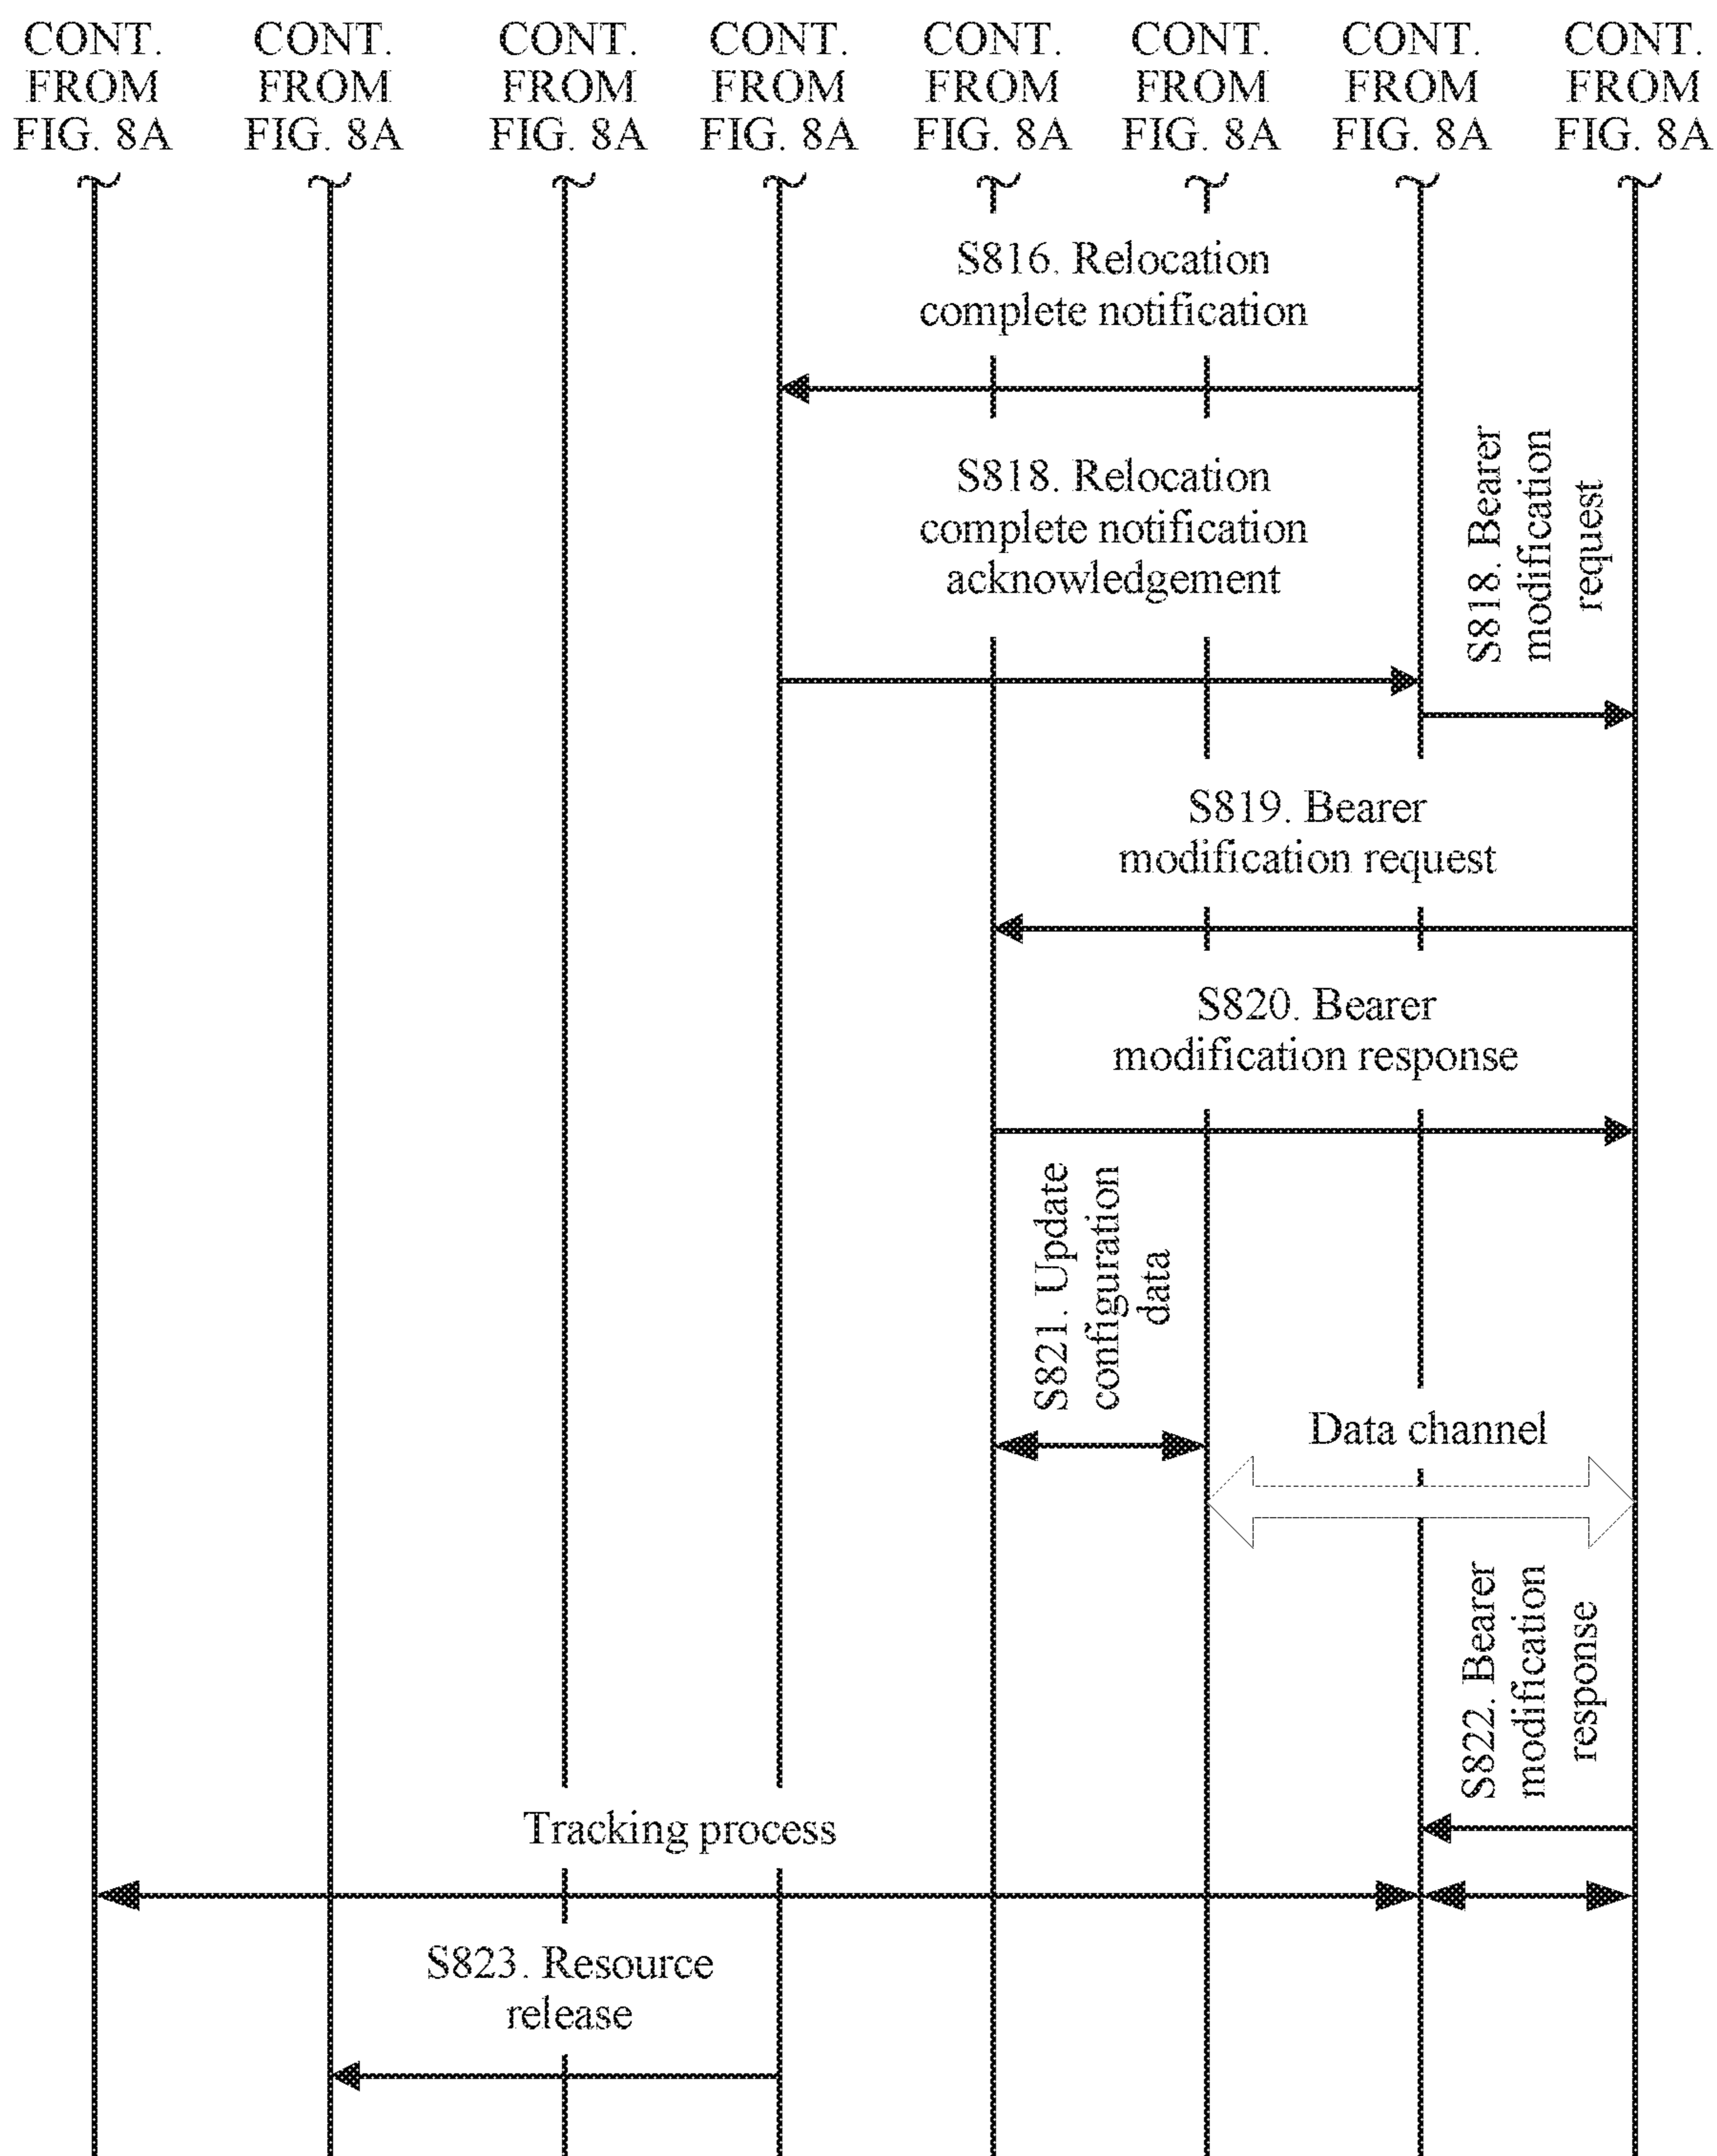 CONT.
FROM
FIG. 8A
CONT.
FROM
FIG. 8A
CONT.
FROM
FIG. 8A
CONT.
FROM
FIG. 8A
CONT.
FROM
FIG. 8A
CONT.
FROM
FIG. 8A
CONT.
FROM
FIG. 8A
CONT.
FROM
FIG. 8A
S816. Relocation
complete notification
S818. Relocation
complete notification
acknowledgement
S818. Bearer
modification
request
S819. Bearer
modification request
S820. Bearer
modification response
S821. Update
configuration
data
Data channel
S822. Bearer
modification
response
Tracking process
S823. Resource
release